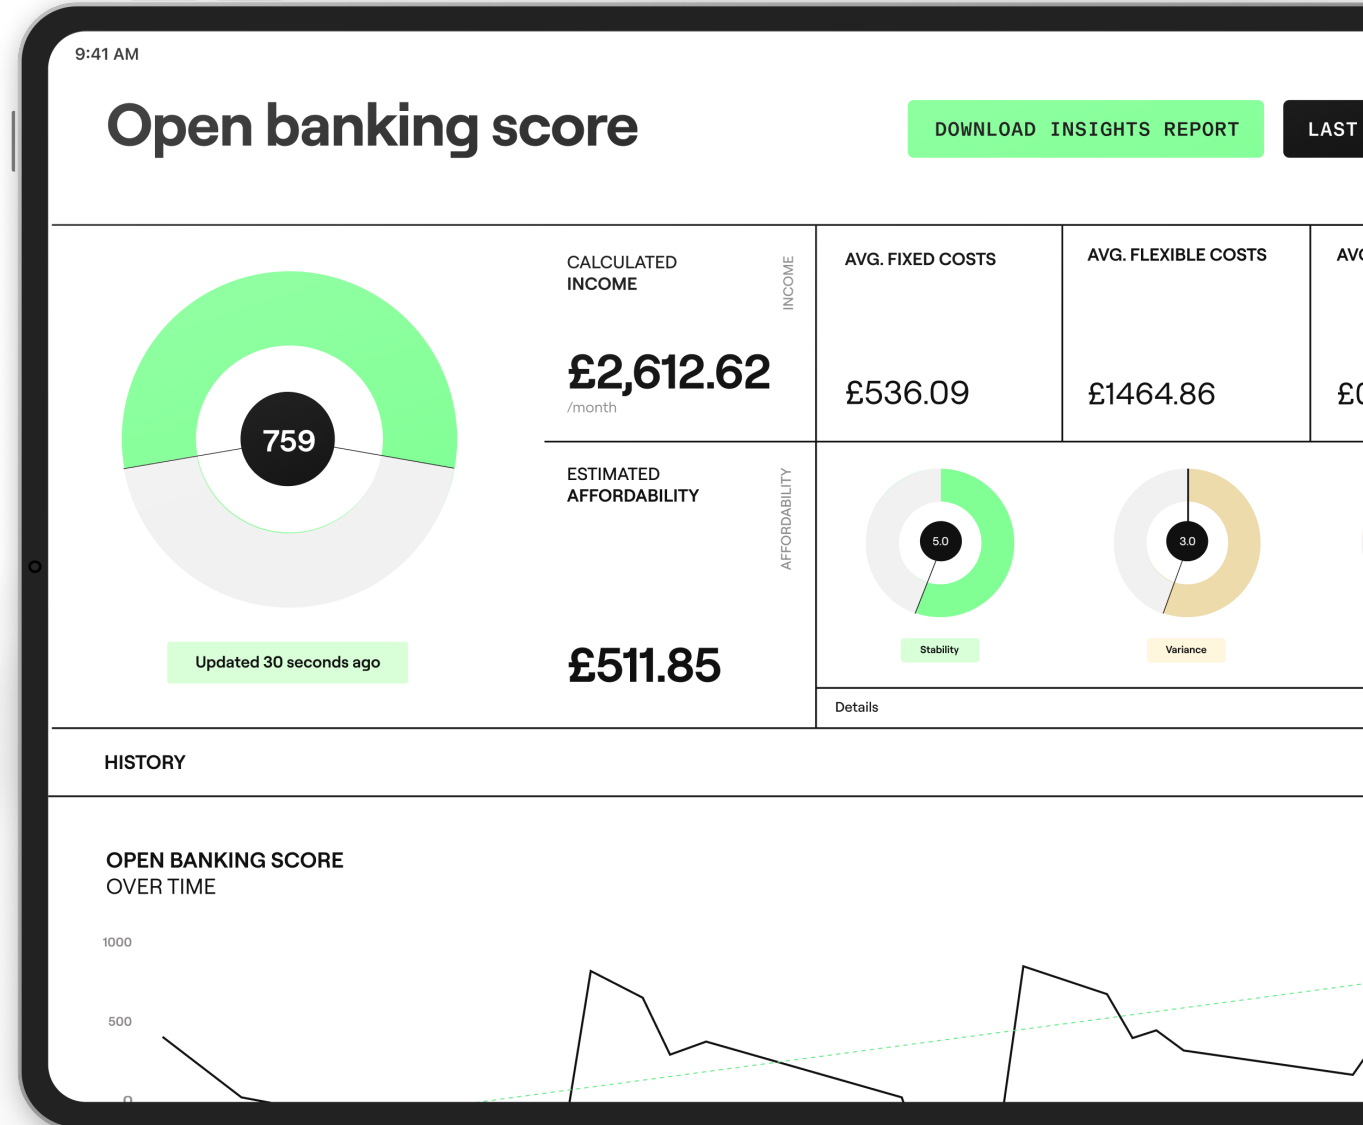 9:41 AM
Open banking score
DOWNLOAD INSIGHTS REPORT
LAST
CALCULATED
INCOME
INCOME
£2,612.62
/month
AVG. FIXED COSTS
£536.09
AVG. FLEXIBLE COSTS
£1464.86
759
Updated 30 seconds ago
ESTIMATED
AFFORDABILITY
AFFORDABILITY
£511.85
5.0
Stability
3.0
Variance
Details
HISTORY
OPEN BANKING SCORE
OVER TIME
1000
500
0